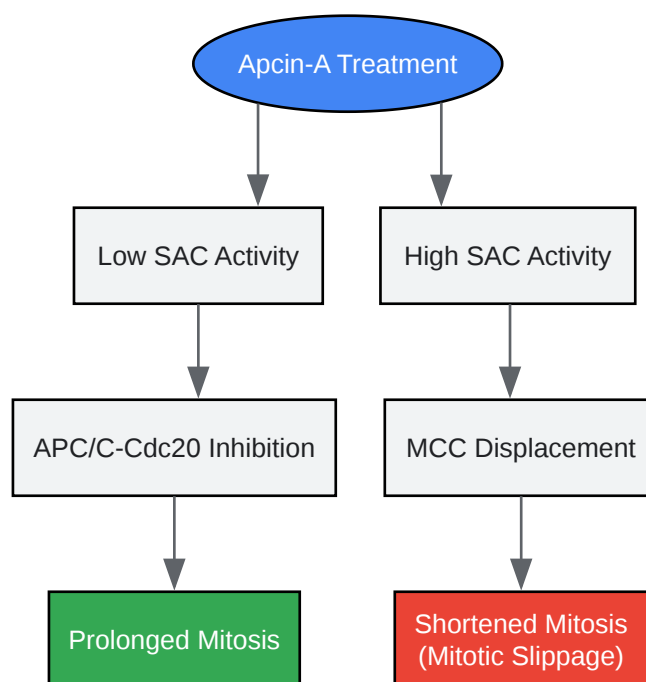 Apcin-A Treatment
Low SAC Activity
High SAC Activity
APC/C-Cdc20 Inhibition
MCC Displacement
Prolonged Mitosis
Shortened Mitosis
(Mitotic Slippage)